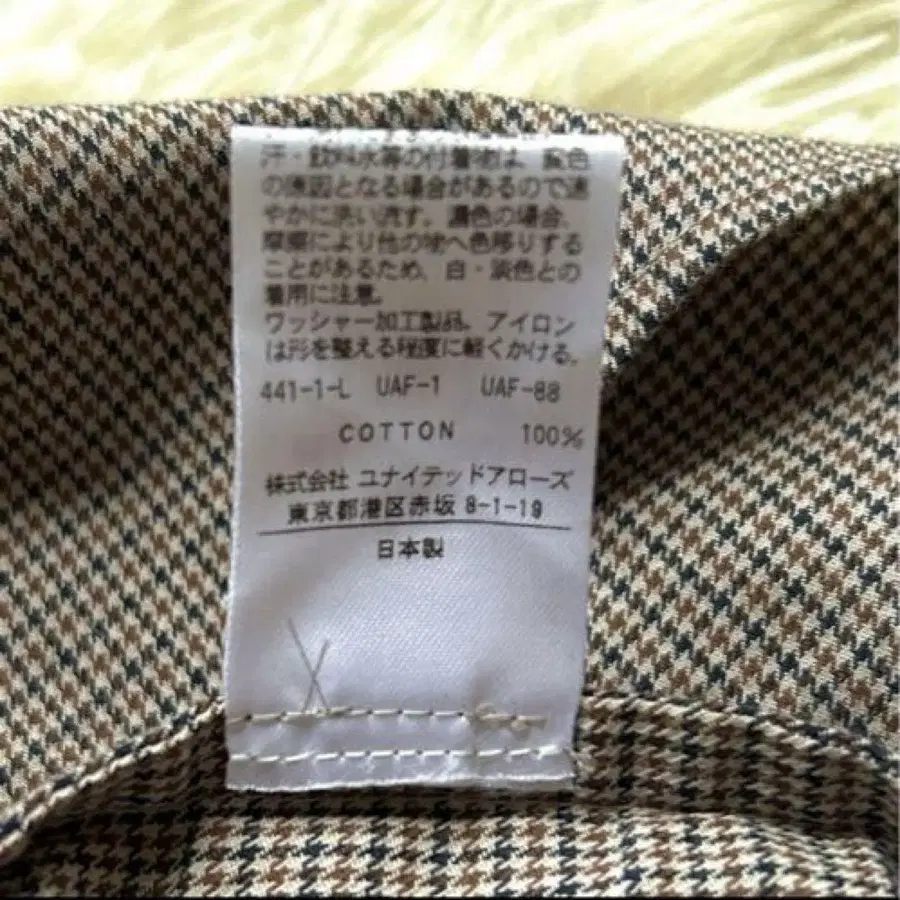 汗・飲料水等の付着物は、変色
の原因となる場合があるので速
やかに洗い流す。濃色の場合、
摩擦により他の物へ色移りする
ことがあるため、白・淡色との
着用に注意。
ワッシャー加工製品。アイロン
は形を整える程度に軽くかける。
441-1-L UAF-1 UAF-88
COTTON 100%
株式会社 ユナイテッドアローズ
東京都港区赤坂 8-1-19
日本製